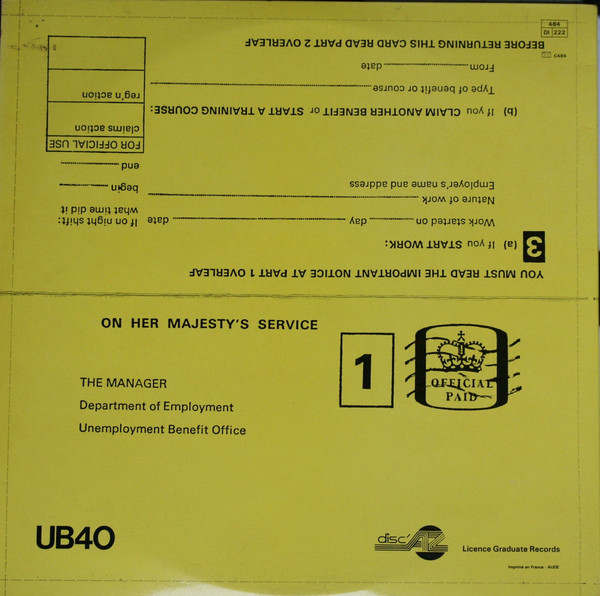 484
DI 222
C484
BEFORE RETURNING THIS CARD READ PART 2 OVERLEAF
From date
Type of benefit or course
(b) If you CLAIM ANOTHER BENEFIT or START A TRAINING COURSE:
reg'n action
claims action
FOR OFFICIAL USE
end
Employer's name and address
begin
Nature of work
what time did it
If on night shift:
Work started on day date
3 (a) If you START WORK:
YOU MUST READ THE IMPORTANT NOTICE AT PART 1 OVERLEAF
ON HER MAJESTY'S SERVICE
1
OFFICIAL
PAID
THE MANAGER
Department of Employment
Unemployment Benefit Office
UB40
disc'AZ
Licence Graduate Records
Imprimé en France - AUDE